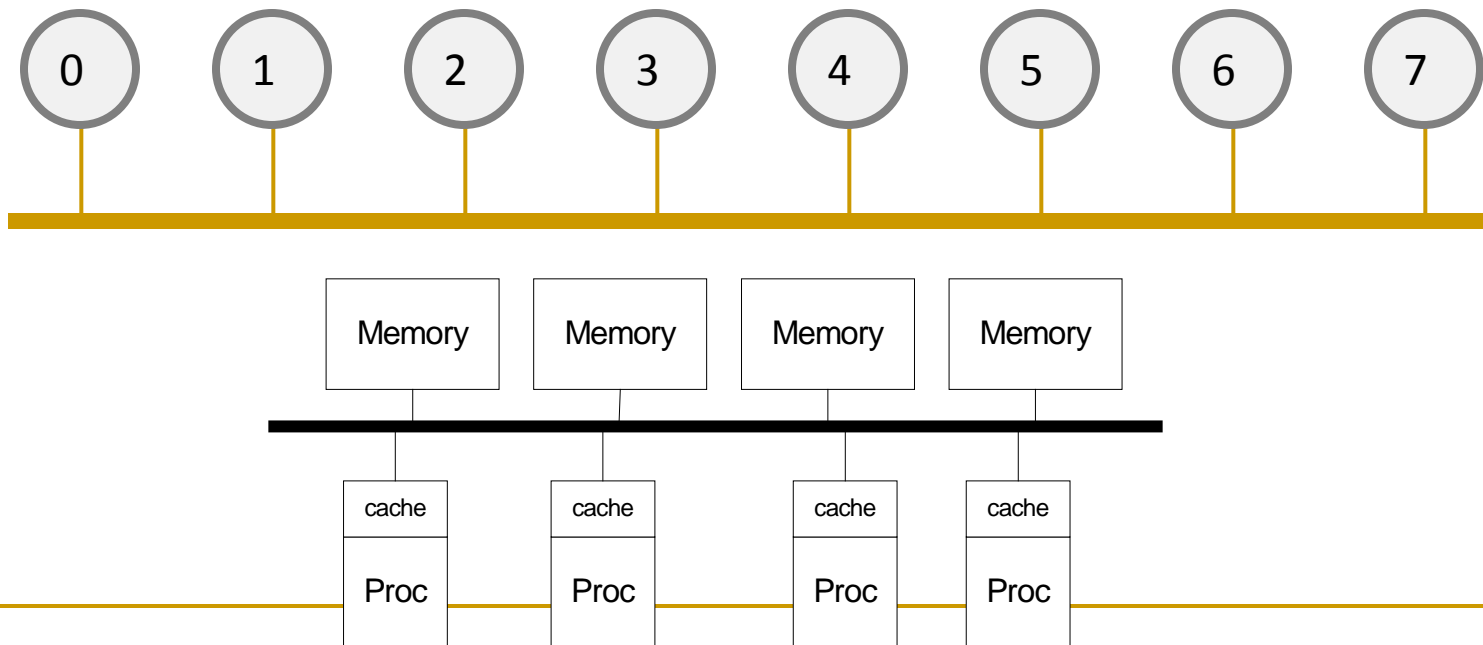 0 1 2 3 4 5 6 7
Memory Memory Memory Memory
cache cache cache cache
Proc Proc Proc Proc